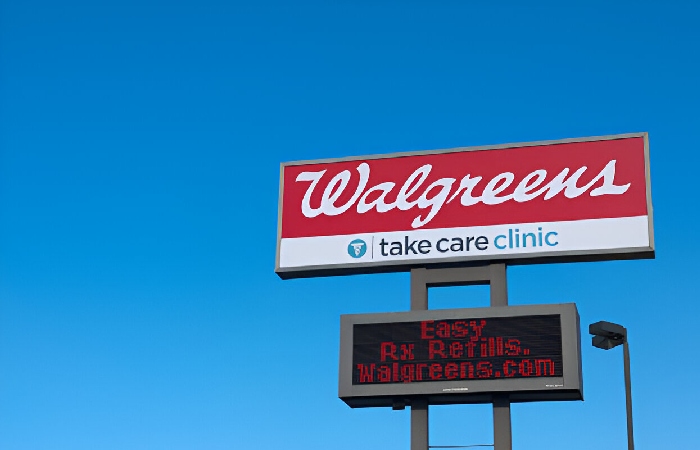 Walgreens
take care clinic
Easy
Rx Refills.
Walgreens.com